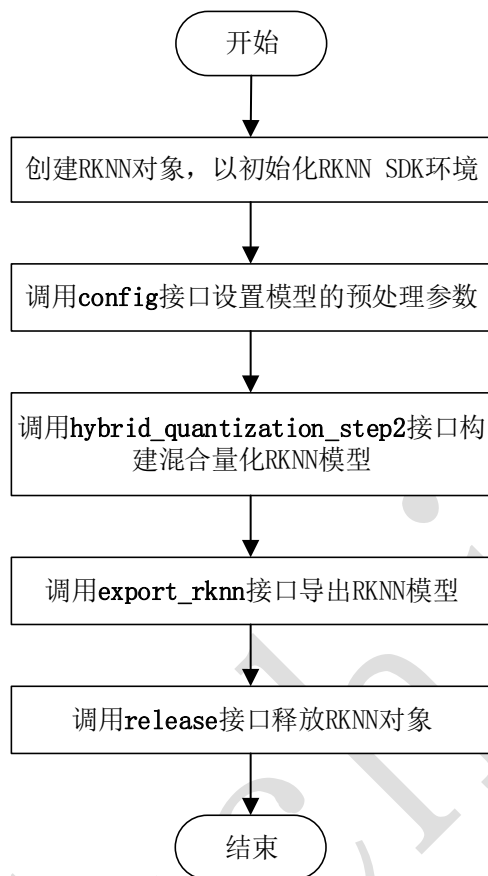 开始
创建RKNN对象，以初始化RKNN SDK环境
调用config接口设置模型的预处理参数
调用hybrid_quantization_step2接口构
建混合量化RKNN模型
调用export_rknn接口导出RKNN模型
调用release接口释放RKNN对象
结束